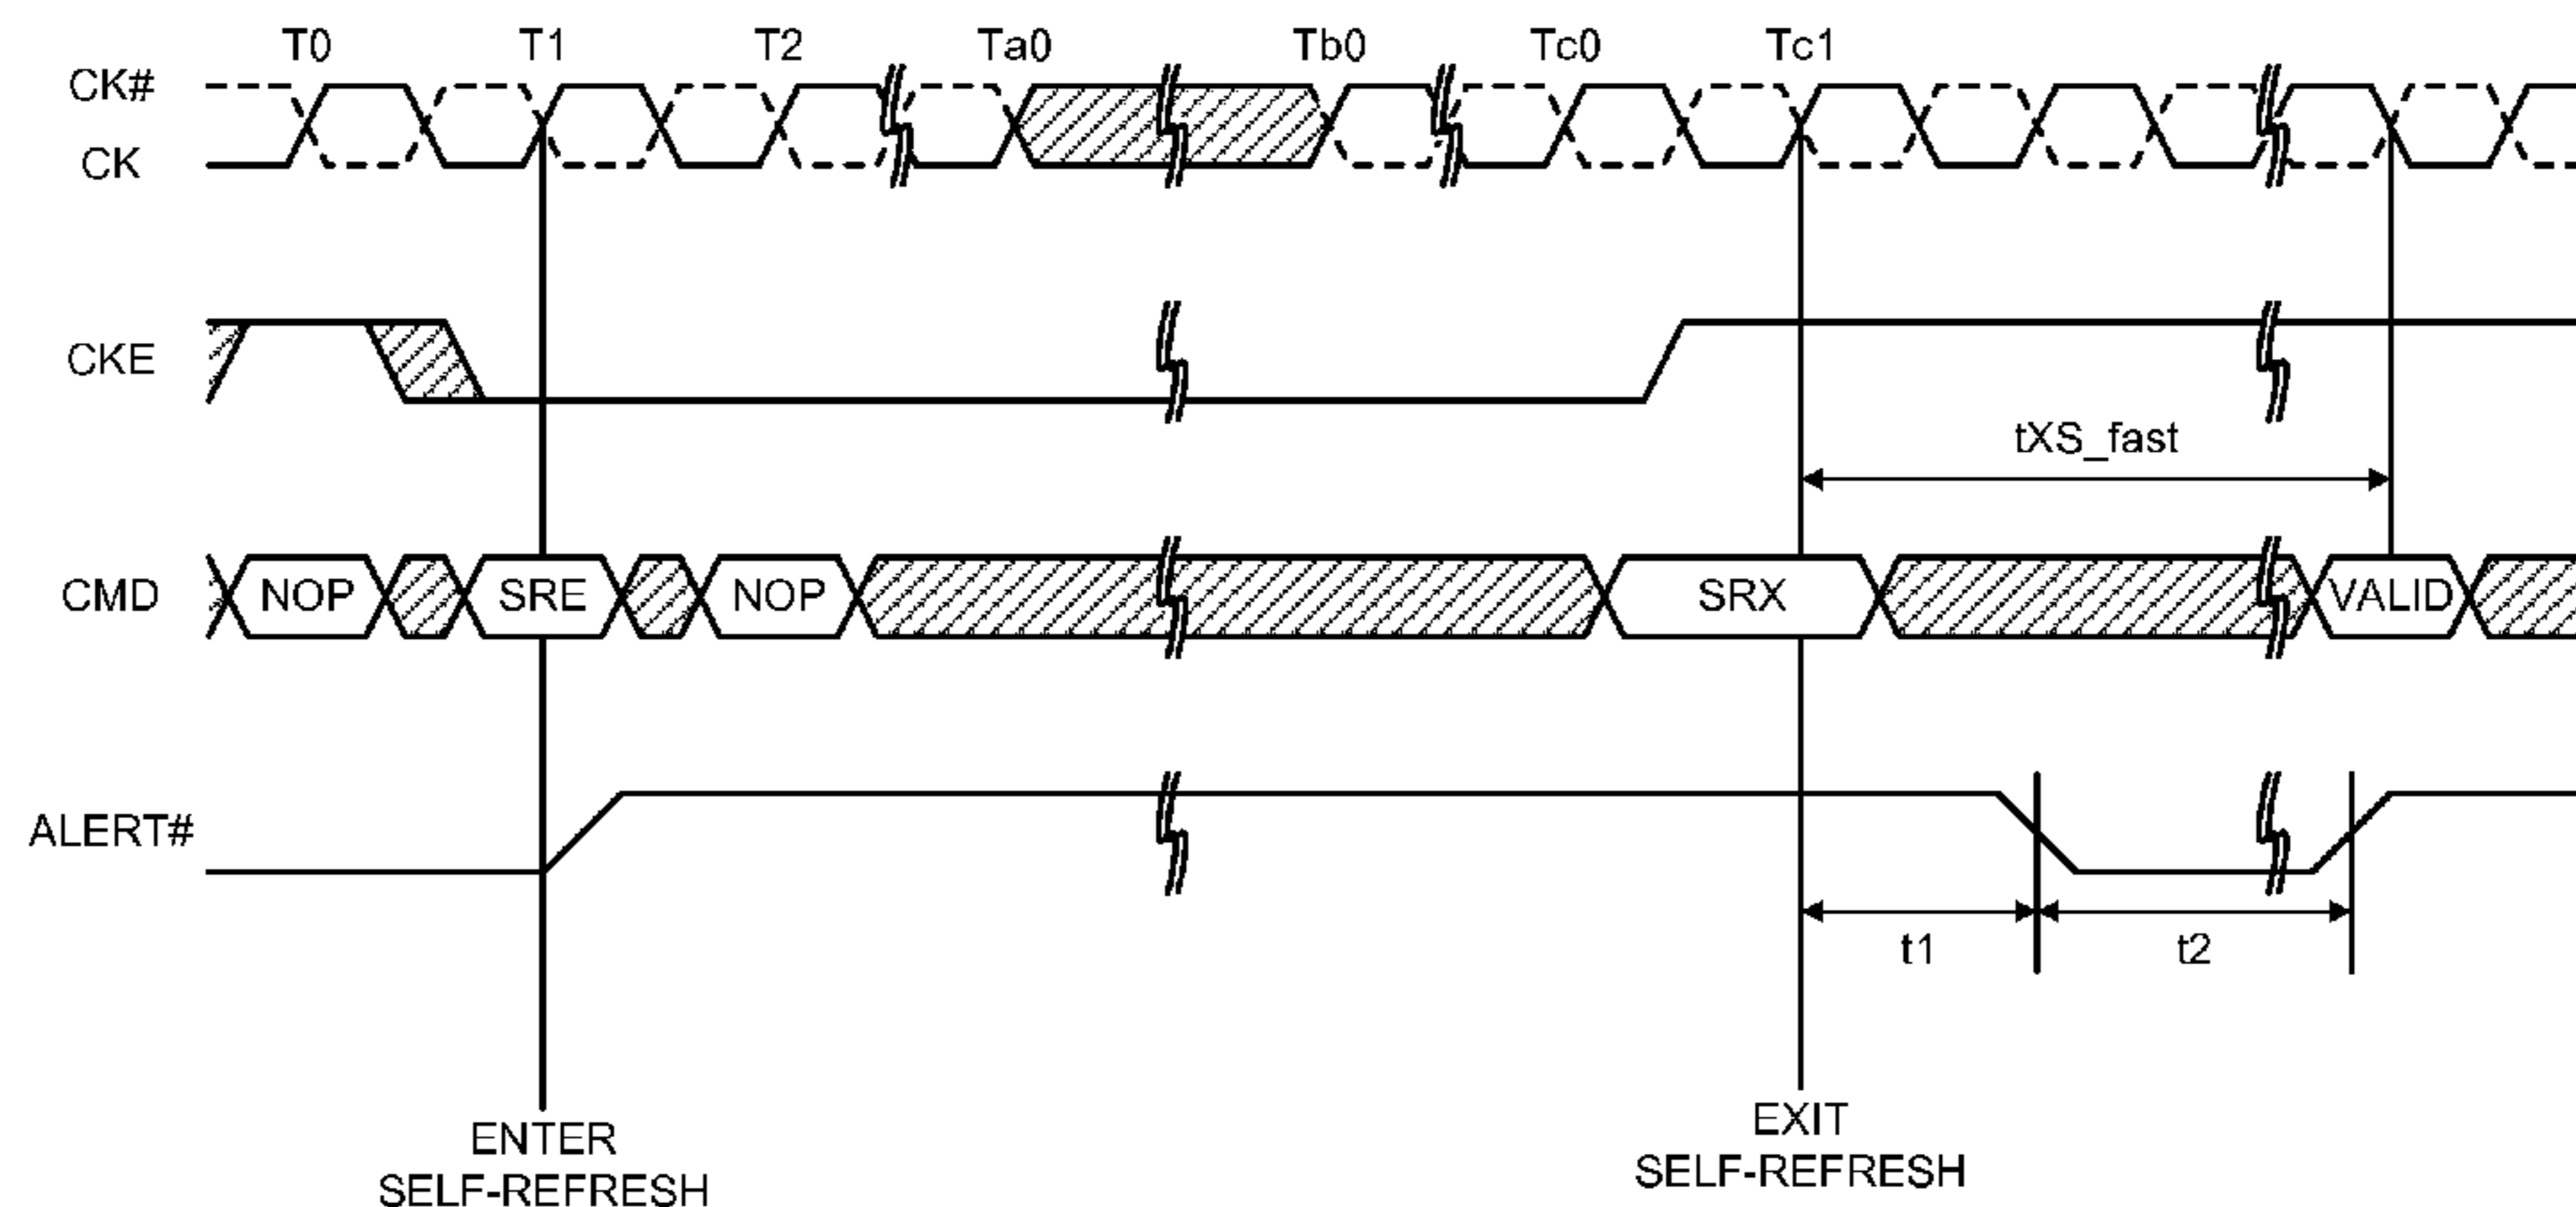 T0 T1 T2 Ta0 Tb0 Tc0 Tc1
CK#
CK
CKE
tXS_fast
CMD NOP SRE NOP SRX VALID
ALERT#
t1 t2
ENTER
SELF-REFRESH
EXIT
SELF-REFRESH